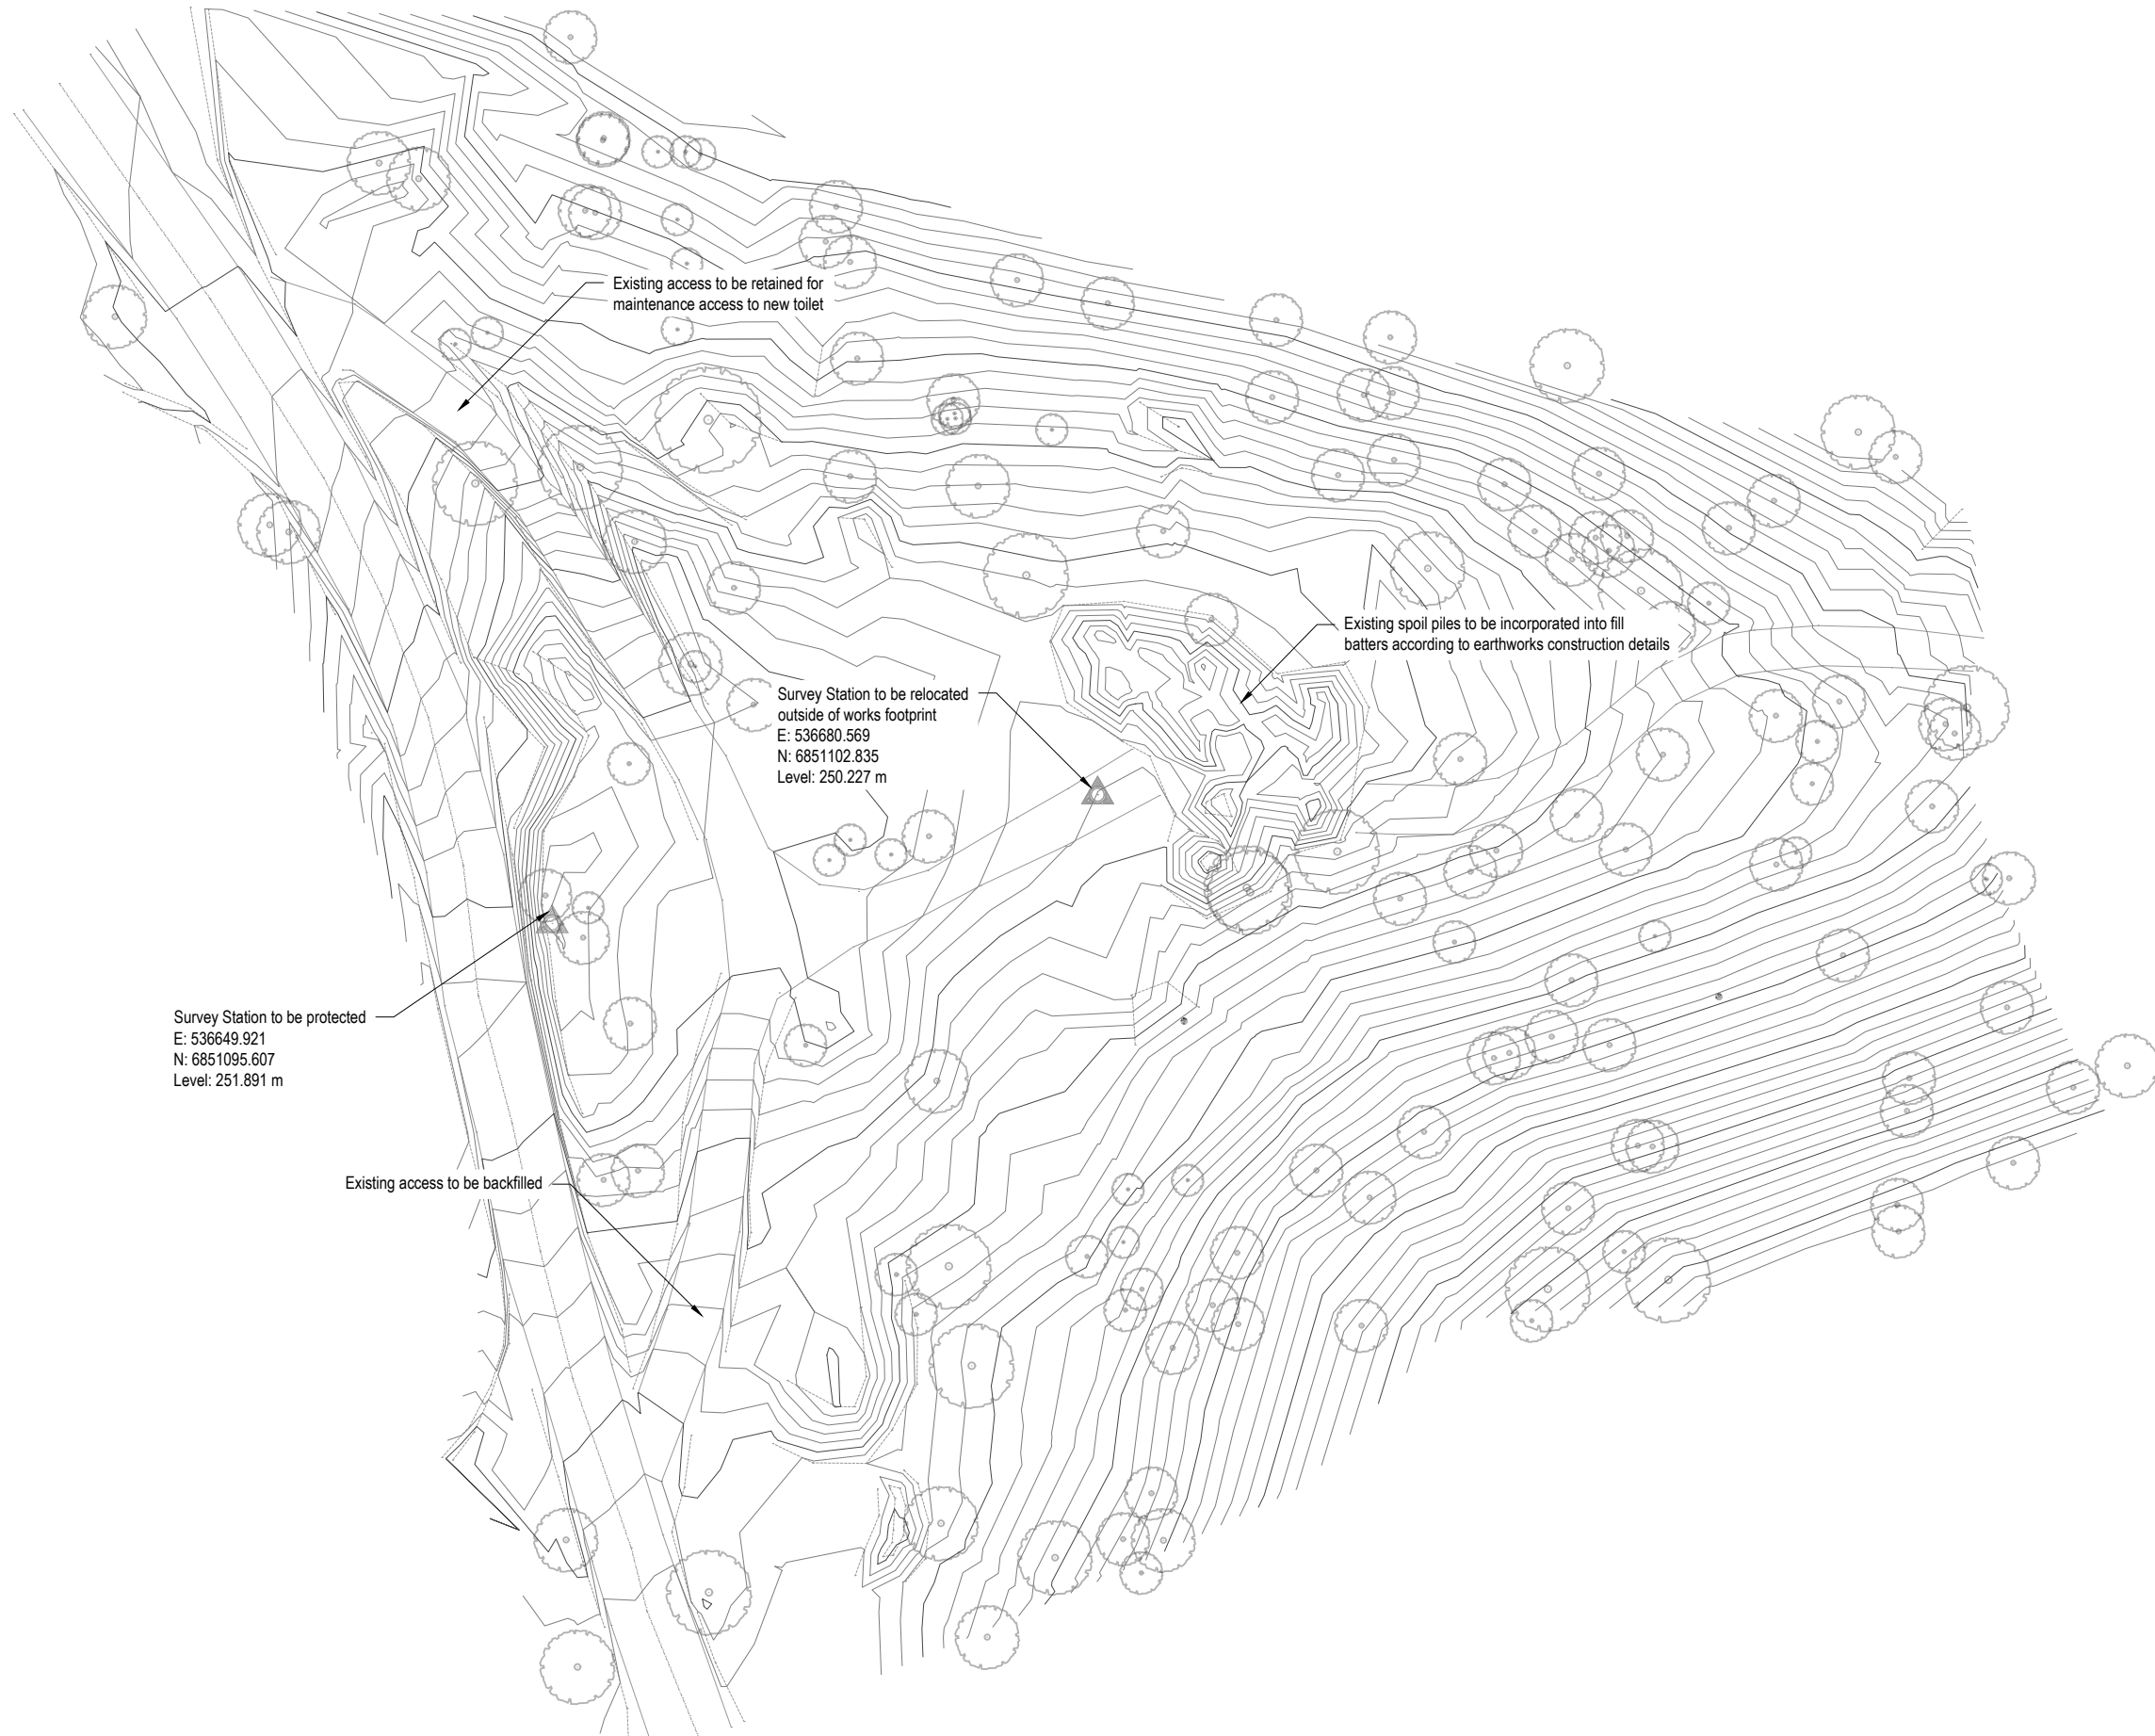 Existing access to be retained for
maintenance access to new toilet
Existing spoil piles to be incorporated into fill
batters according to earthworks construction details
Survey Station to be relocated
outside of works footprint
E: 536680.569
N: 6851102.835
Level: 250.227 m
Survey Station to be protected
E: 536649.921
N: 6851095.607
Level: 251.891 m
Existing access to be backfilled